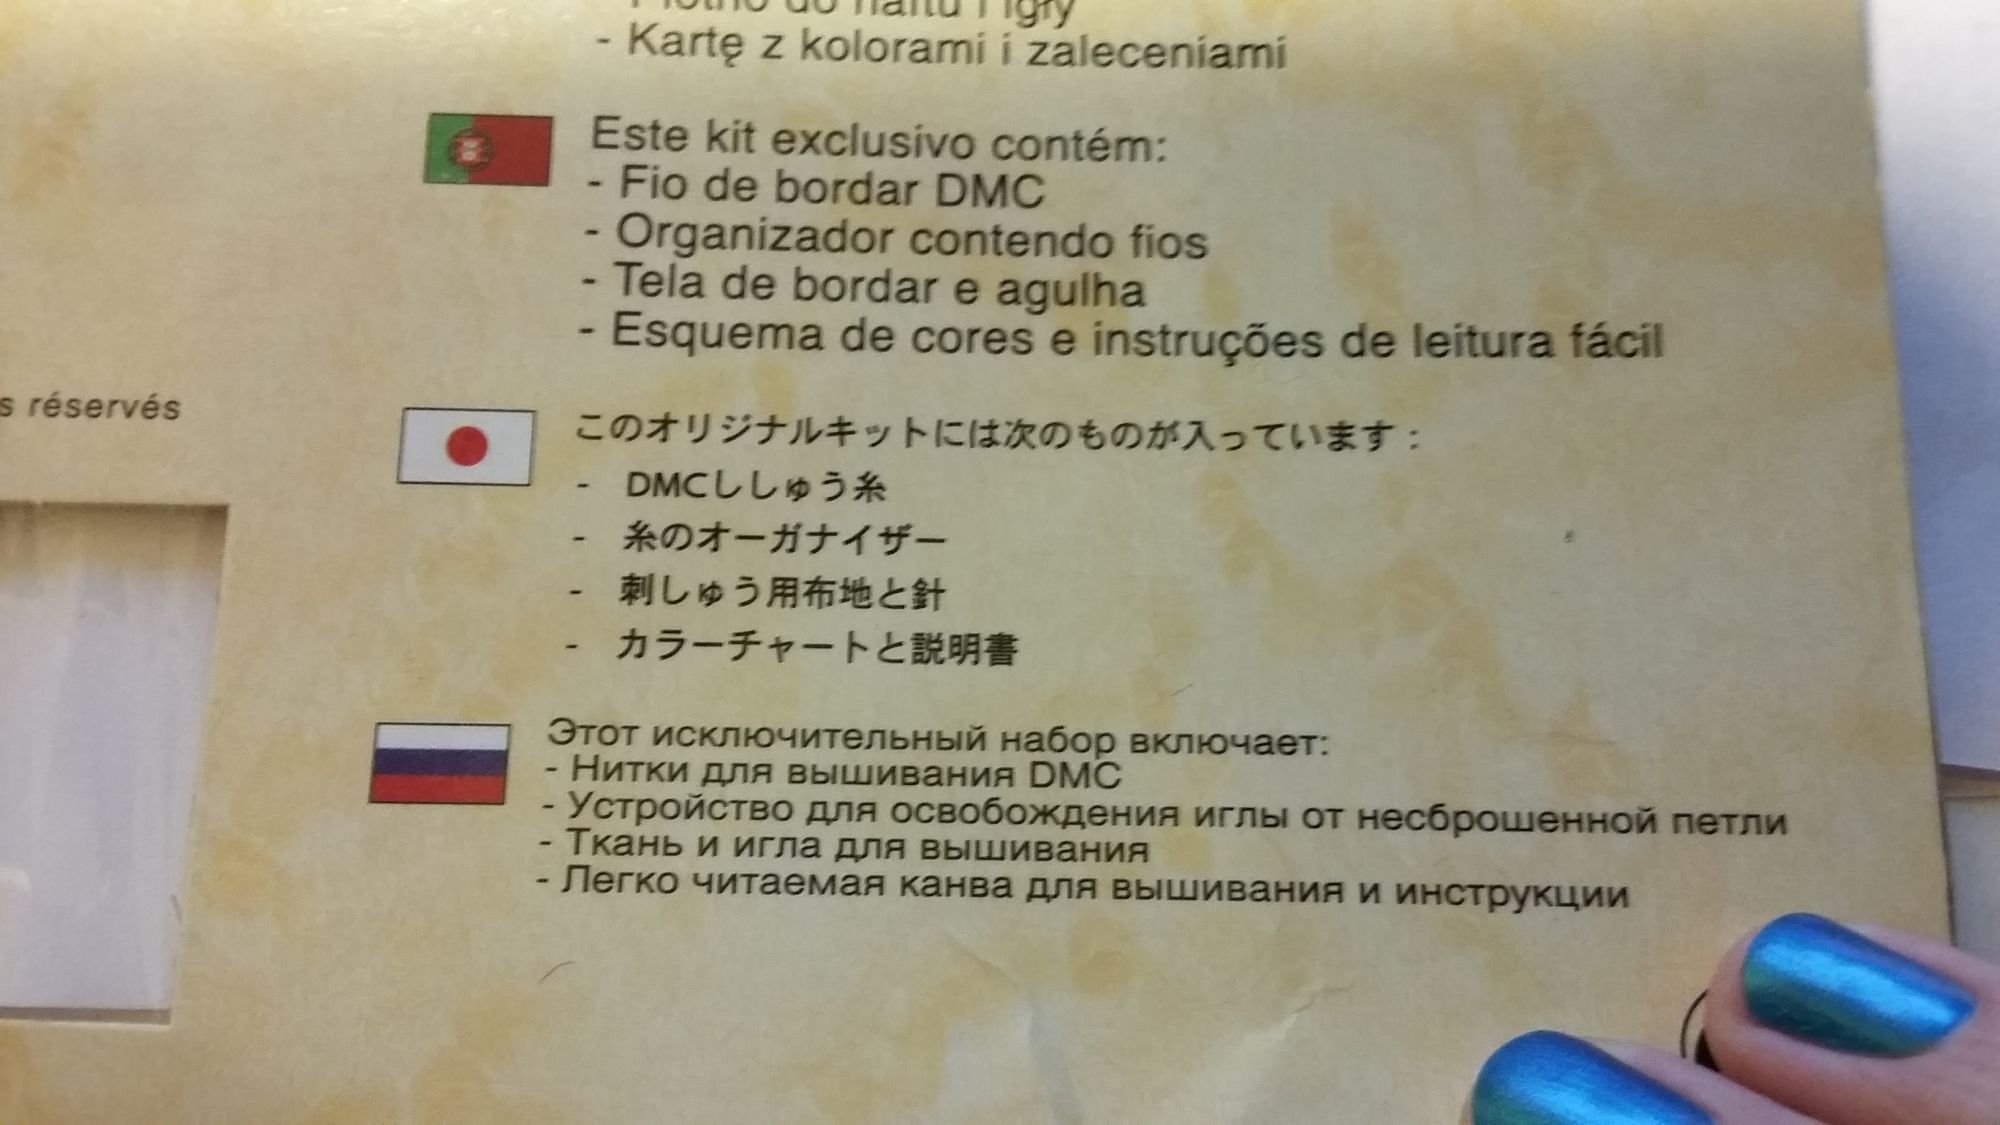 - Płótno do haftu i igły
- Kartę z kolorami i zaleceniami
Este kit exclusivo contém:
- Fio de bordar DMC
- Organizador contendo fios
- Tela de bordar e agulha
- Esquema de cores e instruções de leitura fácil
s réservés
このオリジナルキットには次のものが入っています：
- DMCししゅう糸
- 糸のオーガナイザー
- 刺しゅう用布地と針
- カラーチャートと説明書
Этот исключительный набор включает:
- Нитки для вышивания DMC
- Устройство для освобождения иглы от несброшенной петли
- Ткань и игла для вышивания
- Легко читаемая канва для вышивания и инструкции